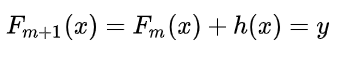 F_{m+1}(x) = F_m(x) + h(x) = y